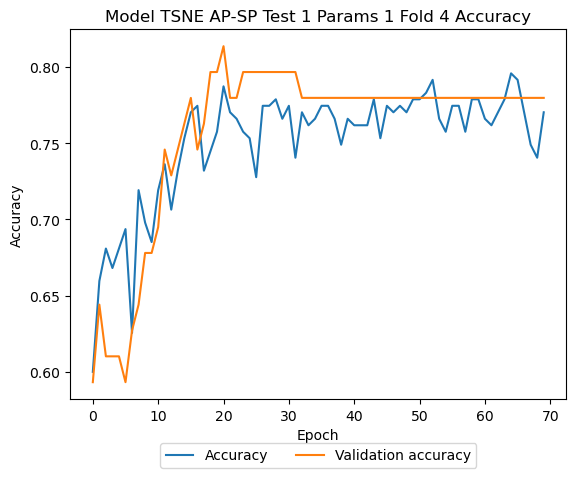 Model TSNE AP-SP Test 1 Params 1 Fold 4 Accuracy
0.80
0.75
0.70
0.65
0.60
Accuracy
0 10 20 30 40 50 60 70
Epoch
Accuracy Validation accuracy